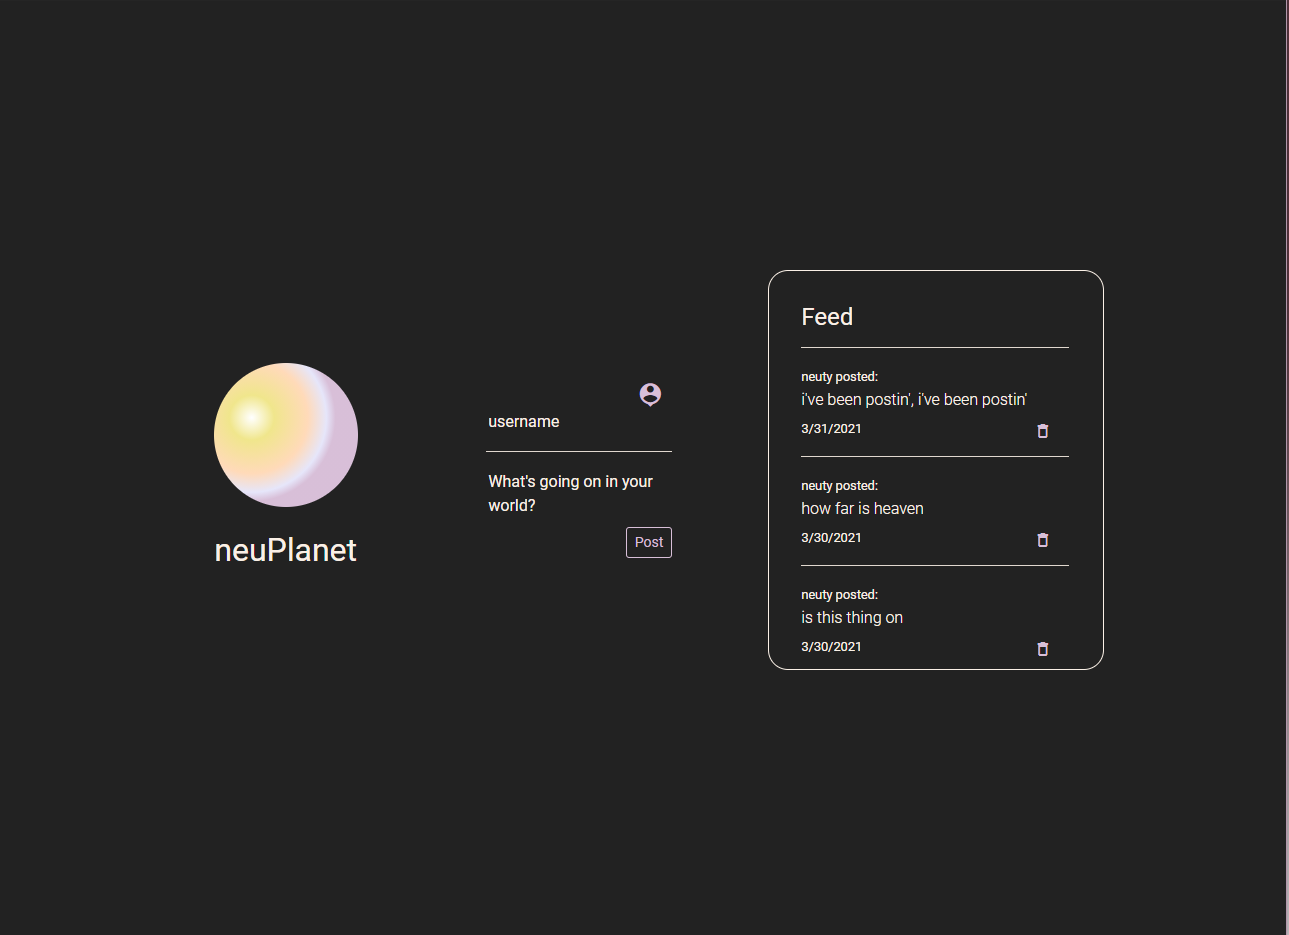 neuPlanet
username
What's going on in your
world?
Post
Feed
neuty posted:
i've been postin', i've been postin'
3/31/2021
neuty posted:
how far is heaven
3/30/2021
neuty posted:
is this thing on
3/30/2021